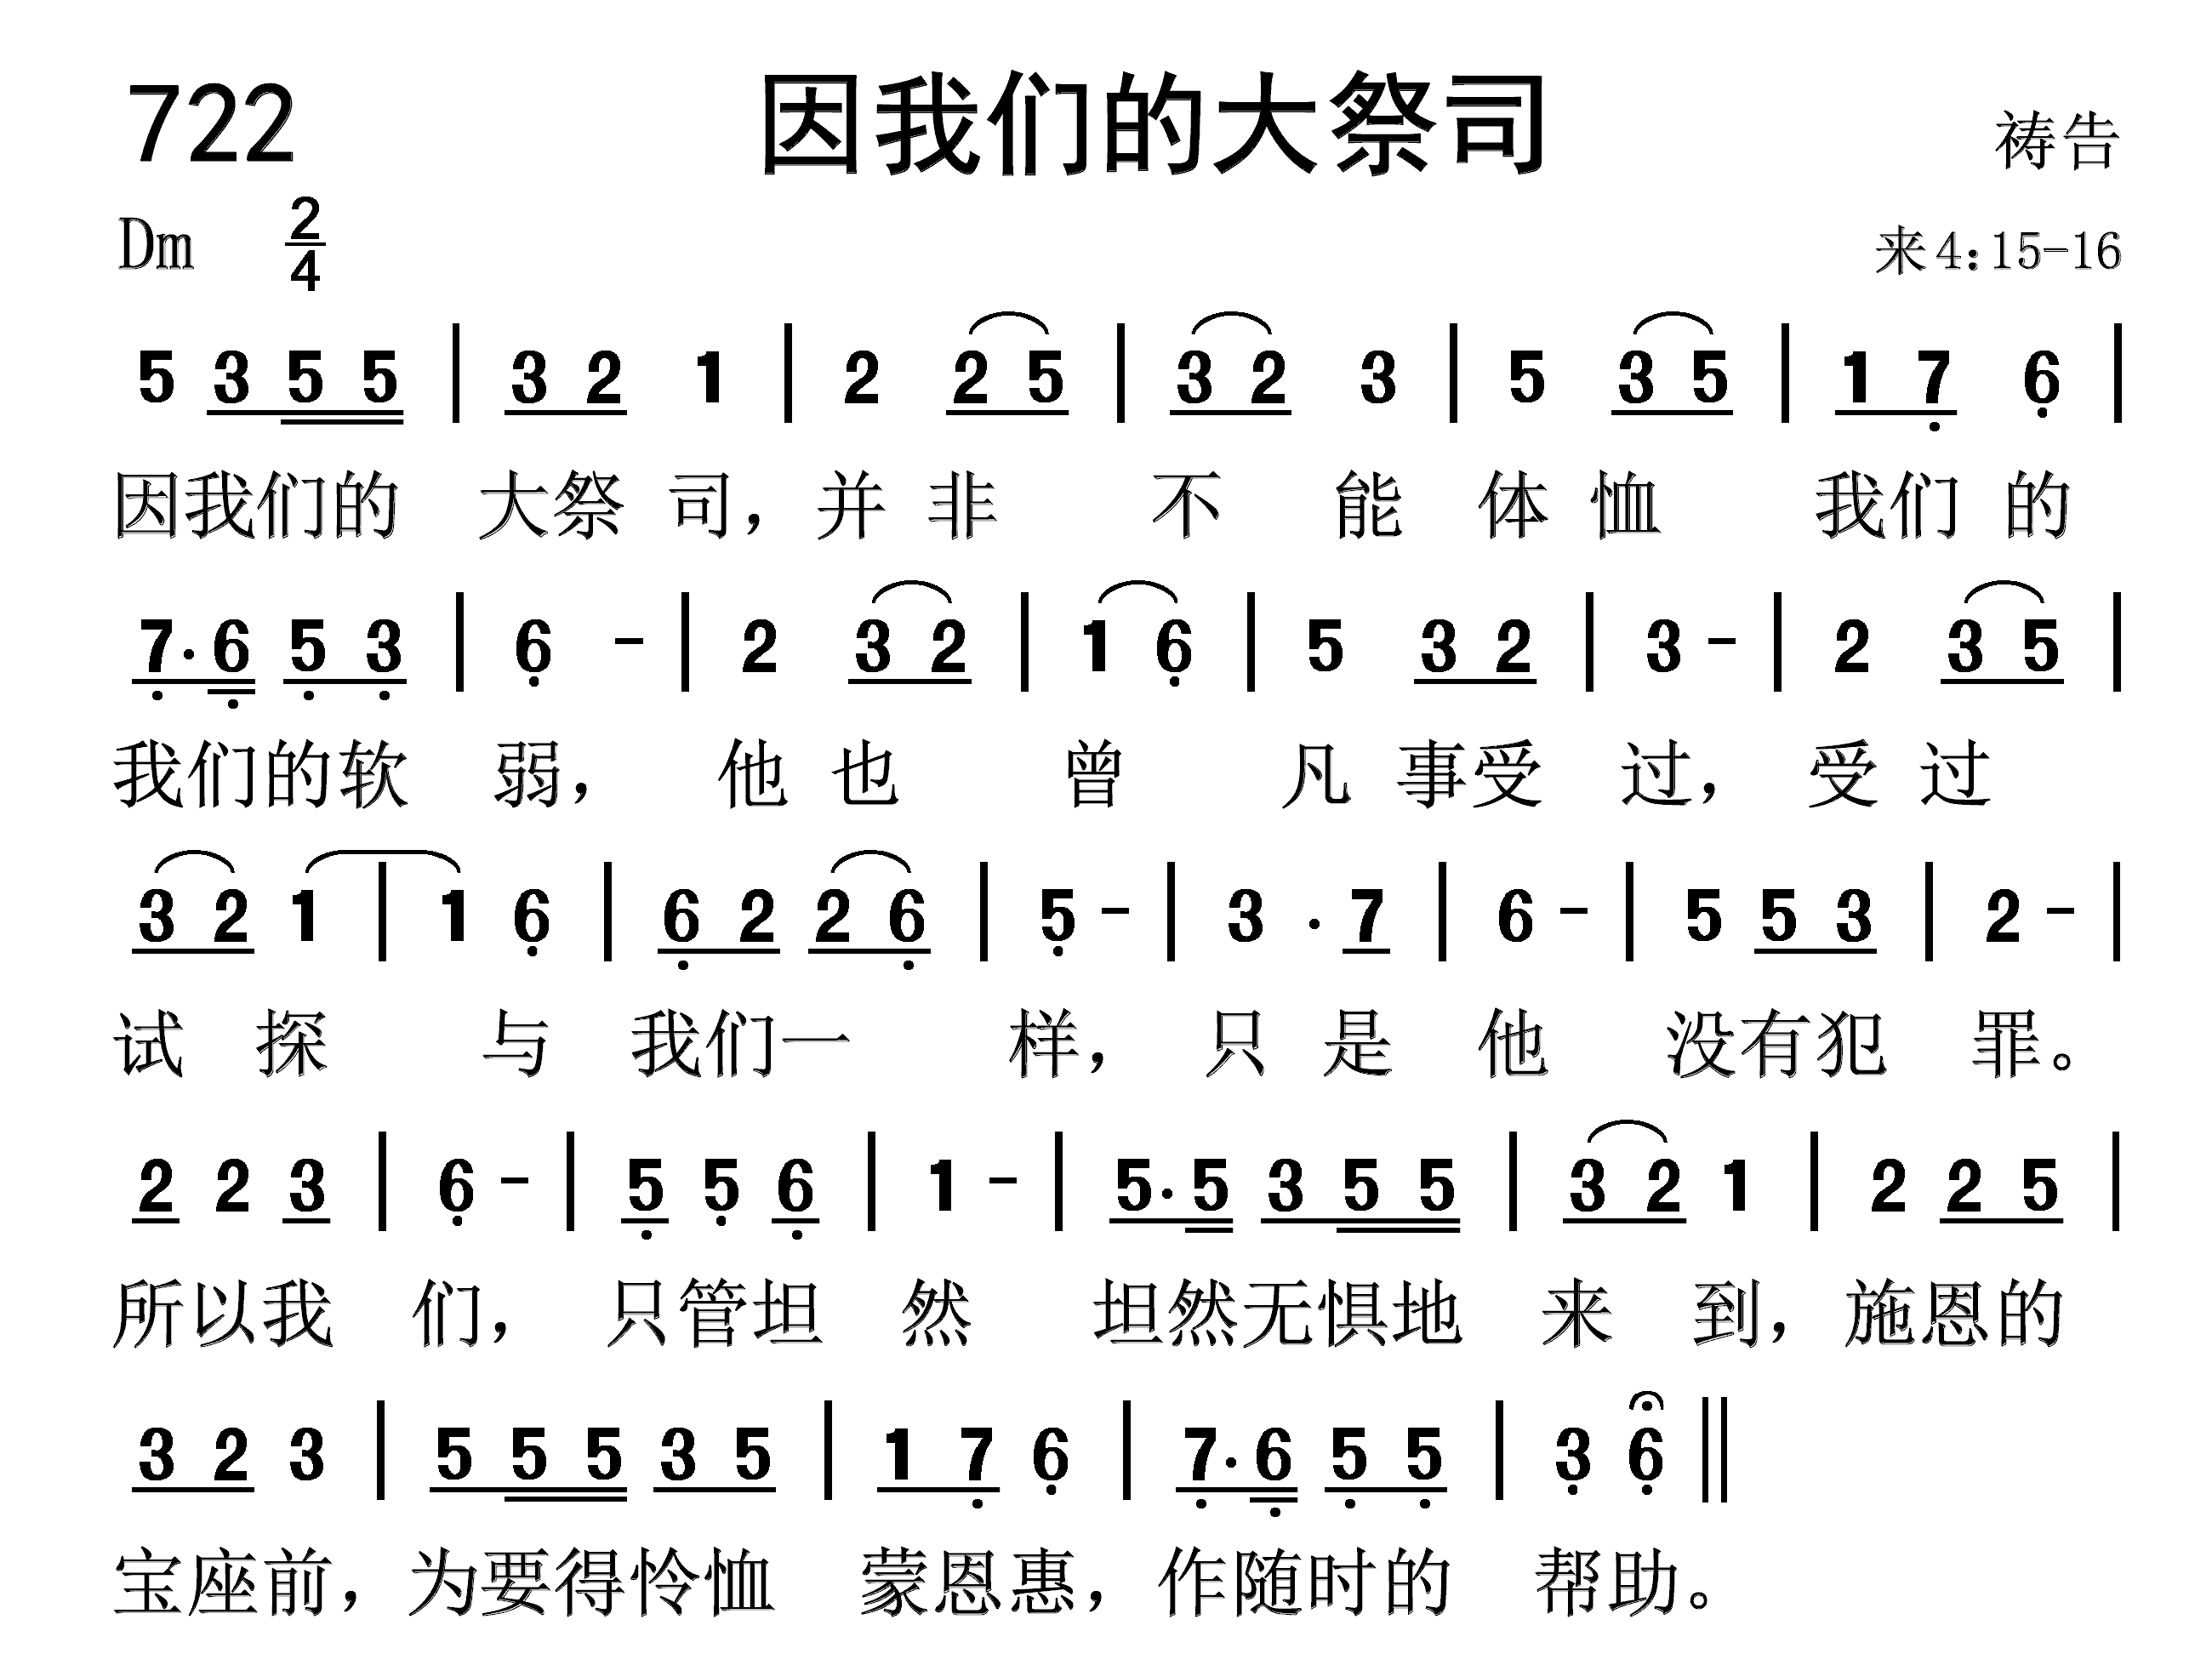 722 因我们的大祭司 祷告
Dm 2/4 来4:15-16
5 3 5 5 | 3 2 1 | 2 2 5 | 3 2 3 | 5 3 5 | 1 7 6 |
因我们的 大祭 司，并 非 不 能 体 恤 我们 的
7· 6 5 3 | 6 - | 2 3 2 | 1 6 | 5 3 2 | 3 - | 2 3 5 |
我们的软 弱， 他 也 曾 凡 事受 过， 受 过
3 2 1 | 1 6 | 6 2 2 6 | 5 - | 3 · 7 | 6 - | 5 5 3 | 2 - |
试 探 与 我们一 样， 只 是 他 没有犯 罪。
2 2 3 | 6 - | 5 5 6 | 1 - | 5· 5 3 5 5 | 3 2 1 | 2 2 5 |
所以我 们， 只管坦 然 坦然无惧地 来 到，施恩的
3 2 3 | 5 5 5 3 5 | 1 7 6 | 7· 6 5 5 | 3 6 ||
宝座前，为要得怜恤 蒙恩惠，作随时的 帮助。